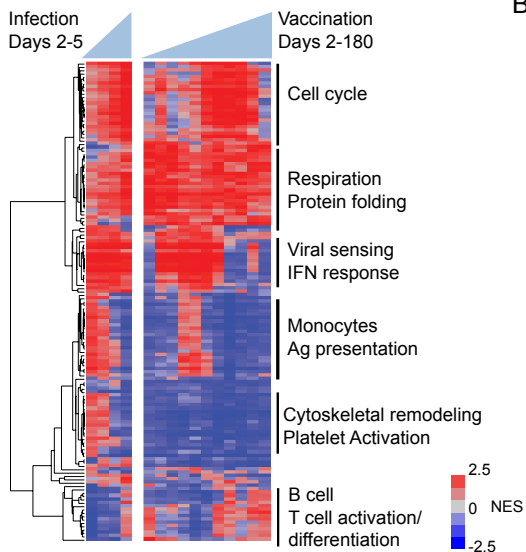 Infection
Days 2-5
Vaccination
Days 2-180
B
Cell cycle
Respiration
Protein folding
Viral sensing
IFN response
Monocytes
Ag presentation
Cytoskeletal remodeling
Platelet Activation
B cell
T cell activation/
differentiation
2.5
0 NES
-2.5